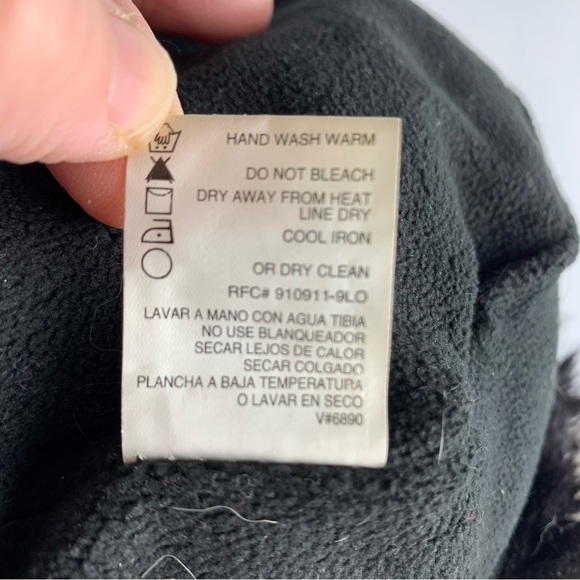 HAND WASH WARM
DO NOT BLEACH
DRY AWAY FROM HEAT
LINE DRY
COOL IRON
OR DRY CLEAN
RFC# 910911-9LO
LAVAR A MANO CON AGUA TIBIA
NO USE BLANQUEADOR
SECAR LEJOS DE CALOR
SECAR COLGADO
PLANCHA A BAJA TEMPERATURA
O LAVAR EN SECO
V#6890